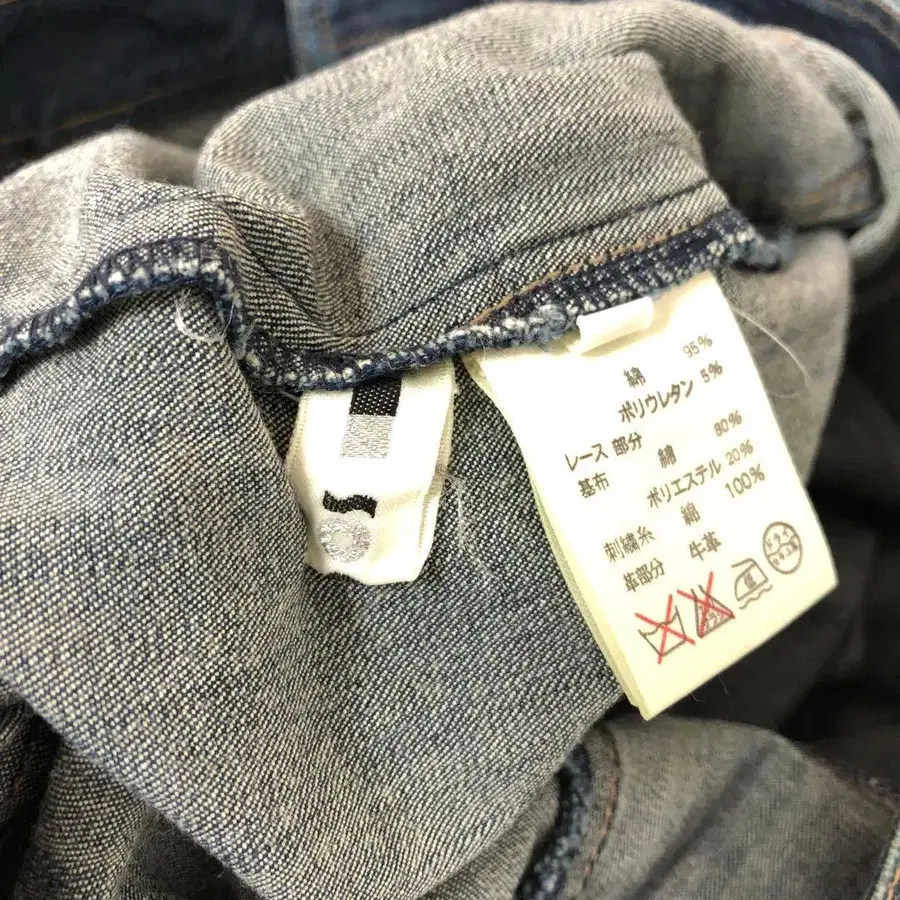 綿 95%
ポリウレタン 5%
レース部分
基布 綿 80%
ポリエステル 20%
刺繍糸 綿 100%
革部分 牛革